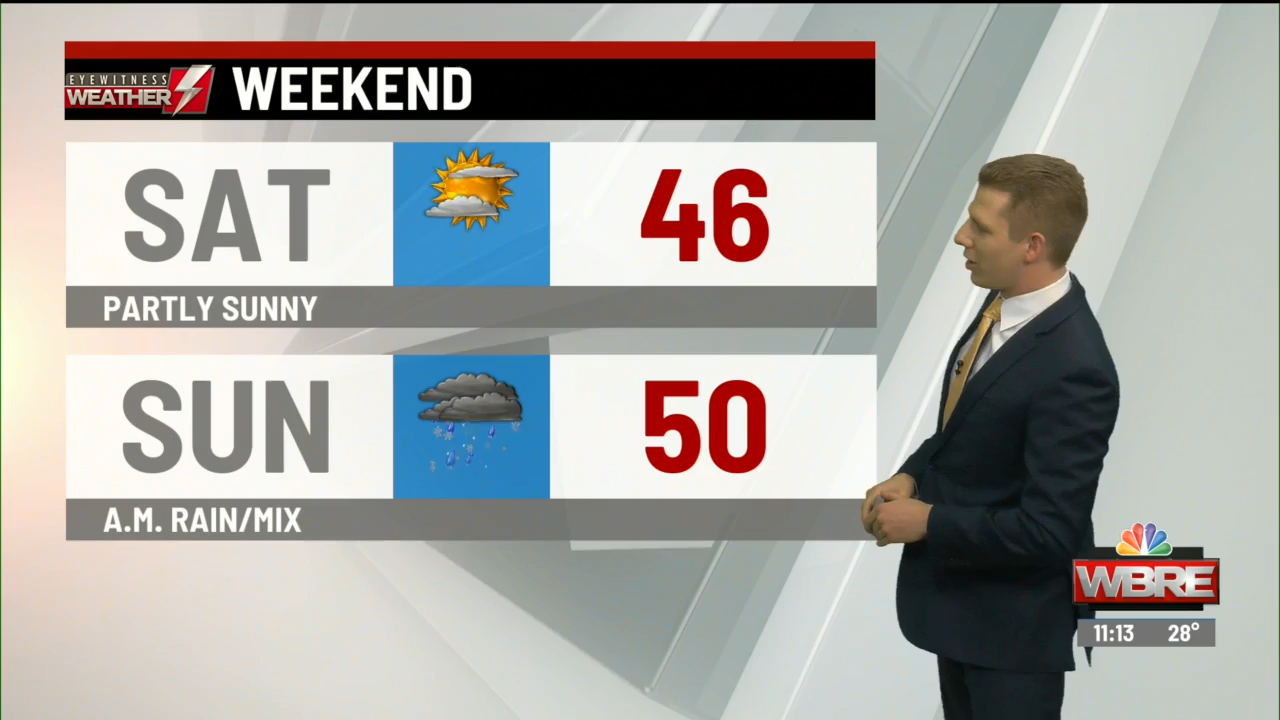 EYEWITNESS
WEATHER
WEEKEND
SAT
46
PARTLY SUNNY
SUN
50
A.M. RAIN/MIX
WBRE
11:13 28°